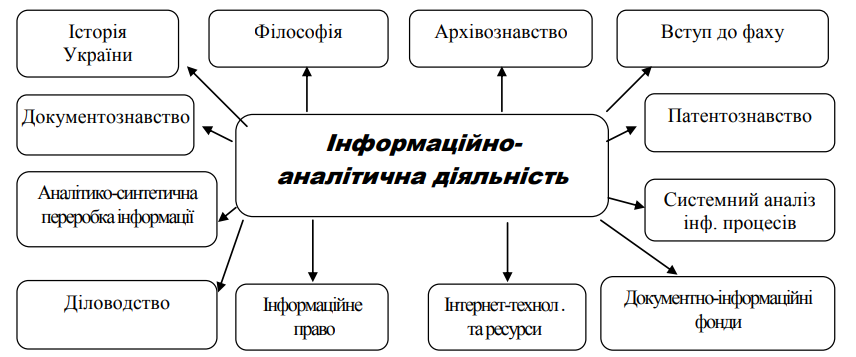 Історія
України
Філософія
Архівознавство
Вступ до фаху
Документознавство
Інформаційно-
аналітична діяльність
Патентознавство
Аналітико-синтетична
переробка інформації
Системний аналіз
інф. процесів
Діловодство
Інформаційне
право
Інтернет-технол .
та ресурси
Документно-інформаційні
фонди